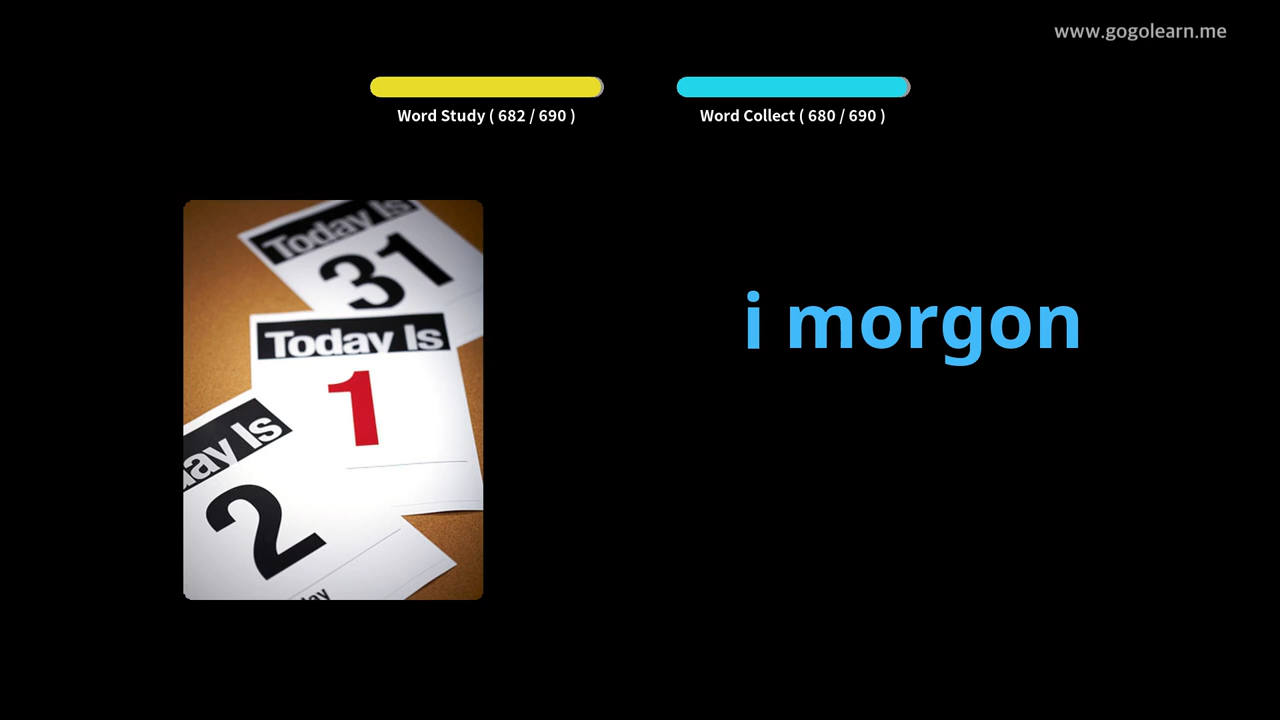 www.gogolearn.me
Word Study ( 682 / 690 )
Word Collect ( 680 / 690 )
Today Is
31
Today Is
1
ay Is
2
i morgon